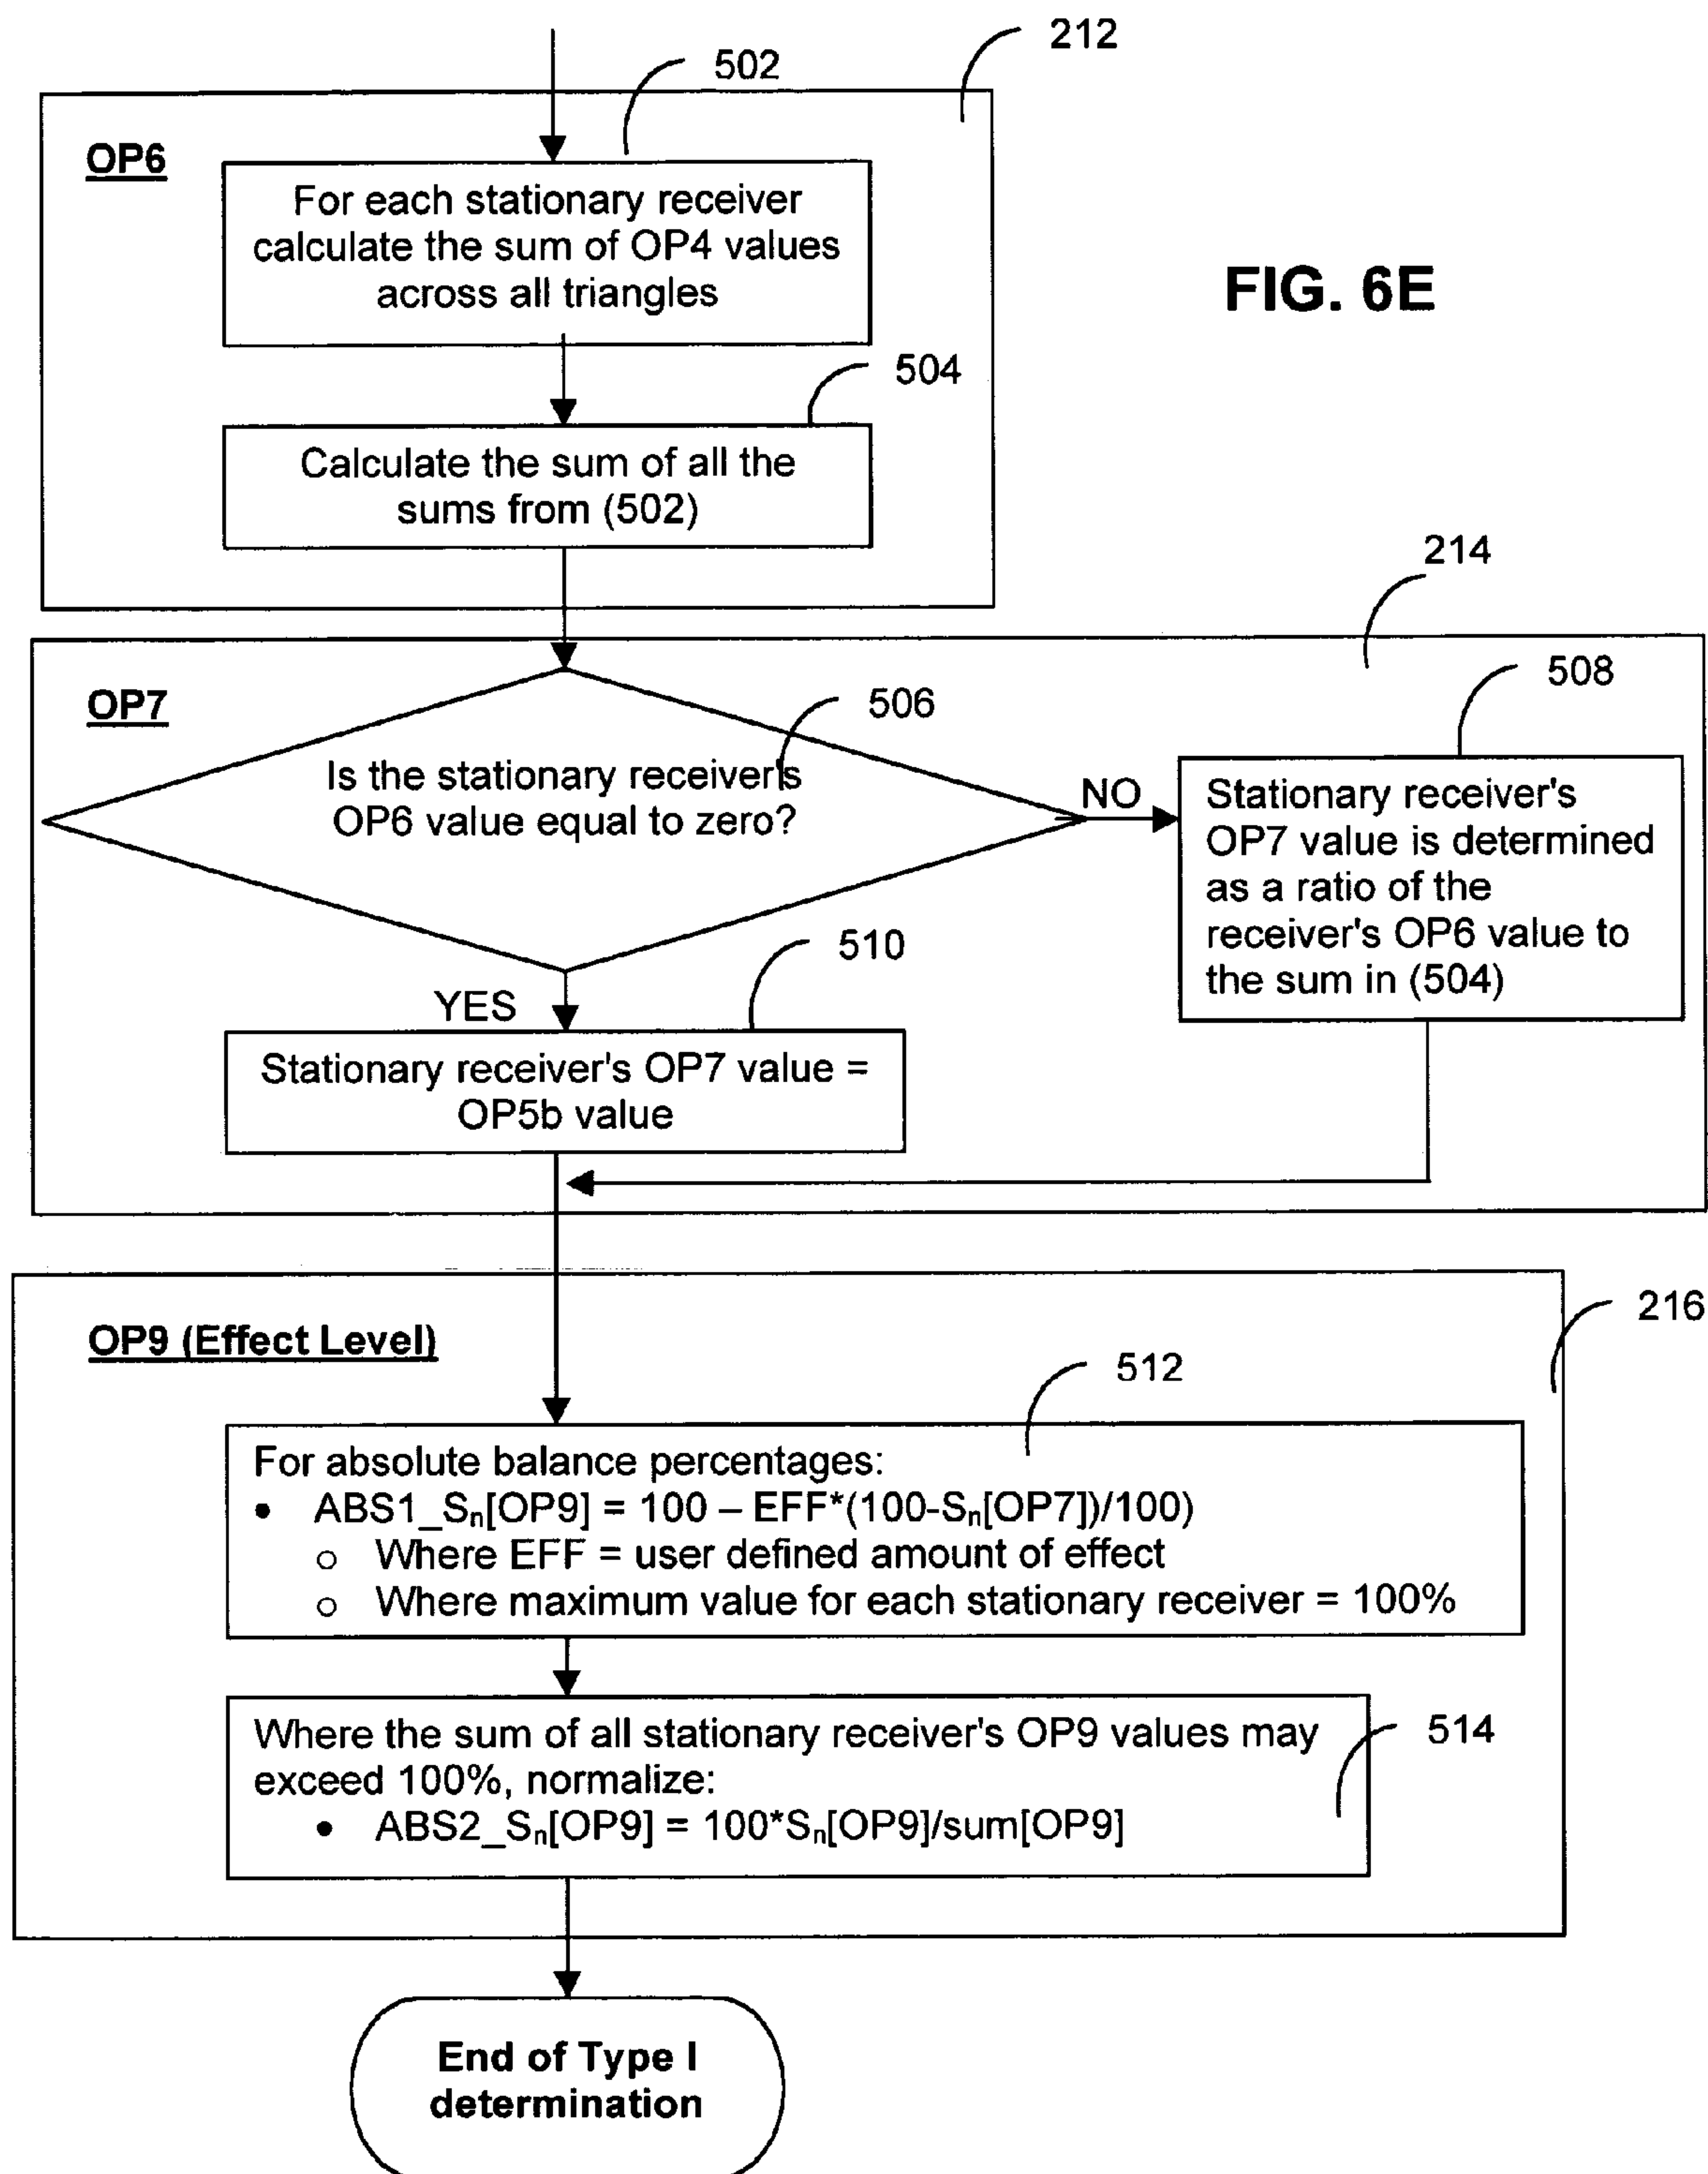 212
502
OP6
For each stationary receiver
calculate the sum of OP4 values
across all triangles
FIG. 6E
504
Calculate the sum of all the
sums from (502)
214
508
OP7
506
Is the stationary receiver's
OP6 value equal to zero?
NO
Stationary receiver's
OP7 value is determined
as a ratio of the
receiver's OP6 value to
the sum in (504)
510
YES
Stationary receiver's OP7 value =
OP5b value
216
OP9 (Effect Level)
512
For absolute balance percentages:
• ABS1_Sn[OP9] = 100 – EFF*(100-Sn[OP7])/100)
o Where EFF = user defined amount of effect
o Where maximum value for each stationary receiver = 100%
514
Where the sum of all stationary receiver's OP9 values may
exceed 100%, normalize:
• ABS2_Sn[OP9] = 100*Sn[OP9]/sum[OP9]
End of Type I
determination